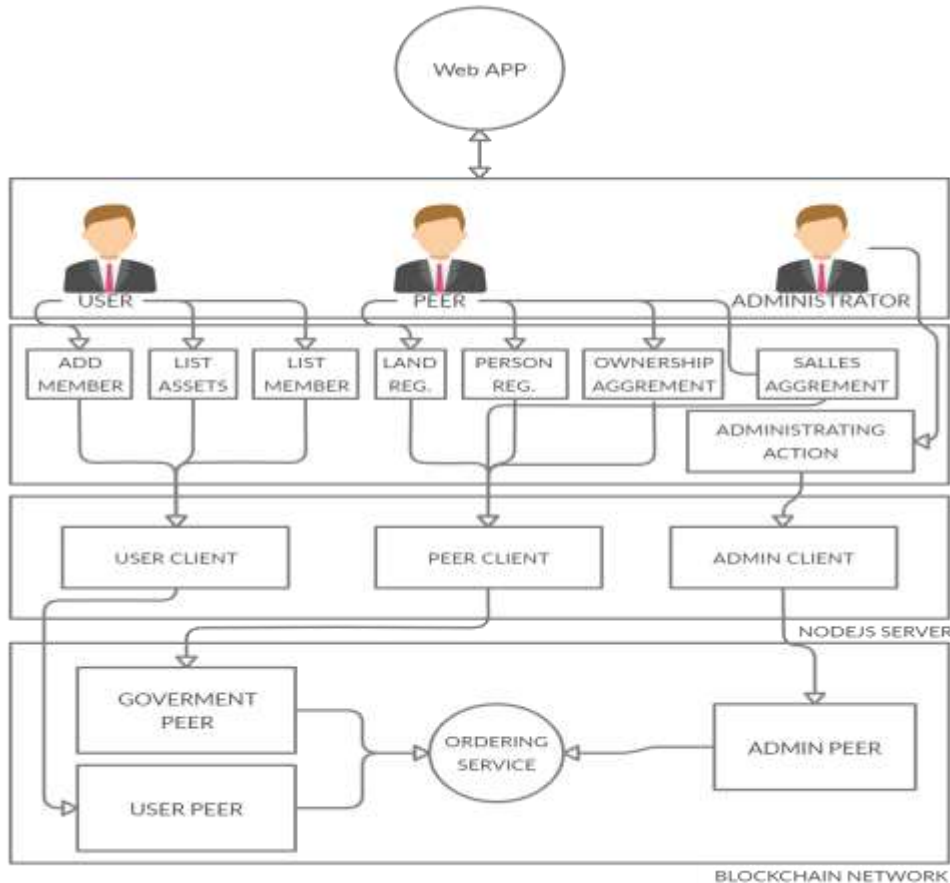 Web APP
USER
PEER
ADMINISTRATOR
ADD
MEMBER
LIST
ASSETS
LIST
MEMBER
LAND
REG.
PERSON
REG.
OWNERSHIP
AGGREMENT
SALLES
AGGREMENT
ADMINISTRATING
ACTION
USER CLIENT
PEER CLIENT
ADMIN CLIENT
NODEJS SERVER
GOVERMENT
PEER
ORDERING
SERVICE
ADMIN PEER
USER PEER
BLOCKCHAIN NETWORK